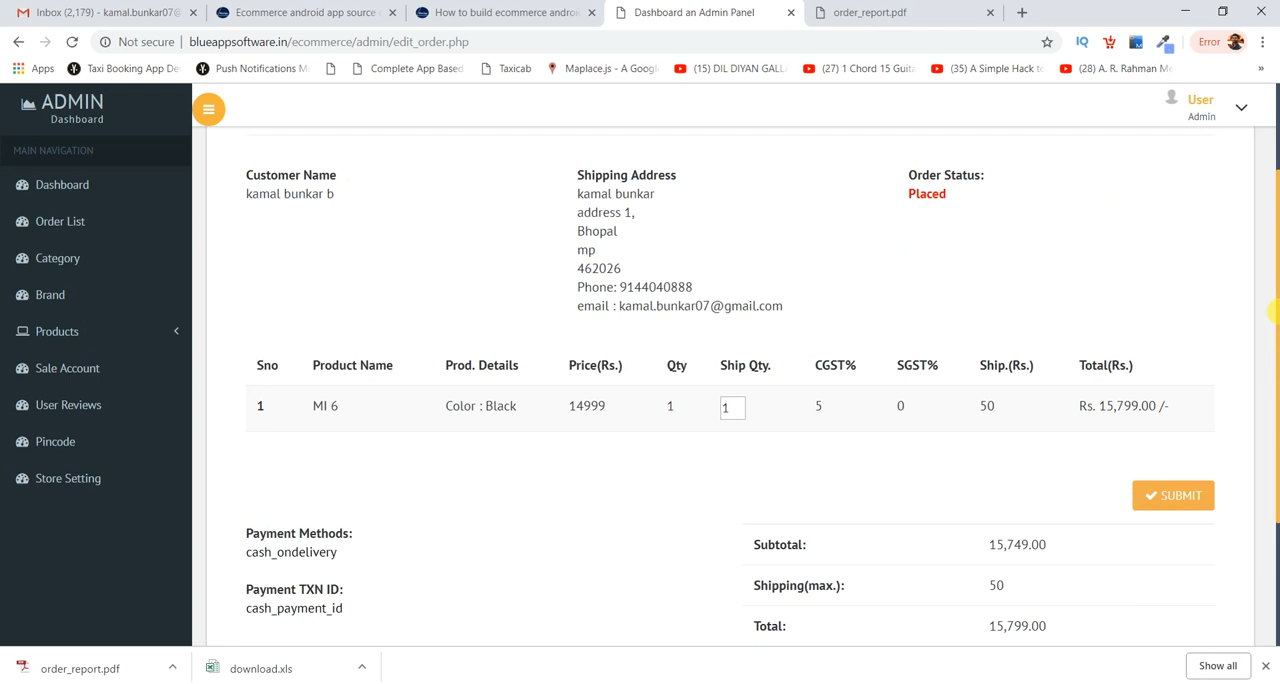 Inbox (2,179) - kamal.bunkar07@
Ecommerce android app source
How to build ecommerce androi
Dashboard an Admin Panel
order_report.pdf
Not secure
blueappsoftware.in/ecommerce/admin/edit_order.php
IQ
Error
Apps
Taxi Booking App De
Push Notifications M
Complete App Based
Taxicab
Maplace.js - A Googl
(15) DIL DIYAN GALL
(27) 1 Chord 15 Guita
(35) A Simple Hack to
(28) A. R. Rahman Me
»
ADMIN
Dashboard
User
Admin
MAIN NAVIGATION
Dashboard
Order List
Category
Brand
Products
Sale Account
User Reviews
Pincode
Store Setting
Customer Name
kamal bunkar b
Shipping Address
kamal bunkar
address 1,
Bhopal
mp
462026
Phone: 9144040888
email : kamal.bunkar07@gmail.com
Order Status:
Placed
Sno Product Name Prod. Details Price(Rs.) Qty Ship Qty. CGST% SGST% Ship.(Rs.) Total(Rs.)
1 MI 6 Color : Black 14999 1 1 5 0 50 Rs. 15,799.00 /-
SUBMIT
Payment Methods:
cash_ondelivery
Payment TXN ID:
cash_payment_id
Subtotal: 15,749.00
Shipping(max.): 50
Total: 15,799.00
order_report.pdf
download.xls
Show all